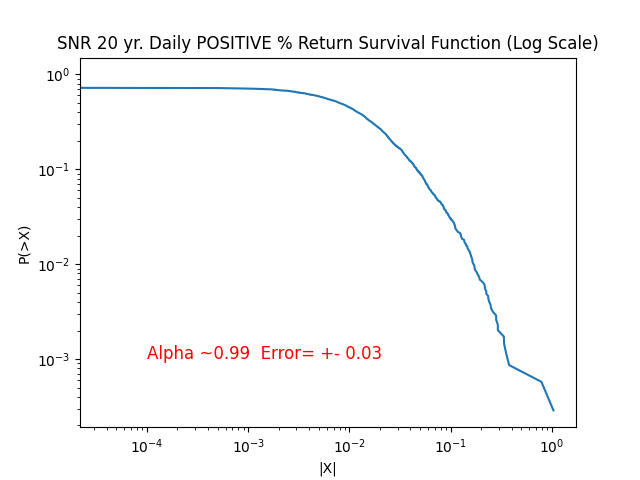 SNR 20 yr. Daily POSITIVE % Return Survival Function (Log Scale)
10⁰
10⁻¹
10⁻²
10⁻³
P(>X)
Alpha ~0.99  Error= +- 0.03
10⁻⁴ 10⁻³ 10⁻² 10⁻¹ 10⁰
|X|